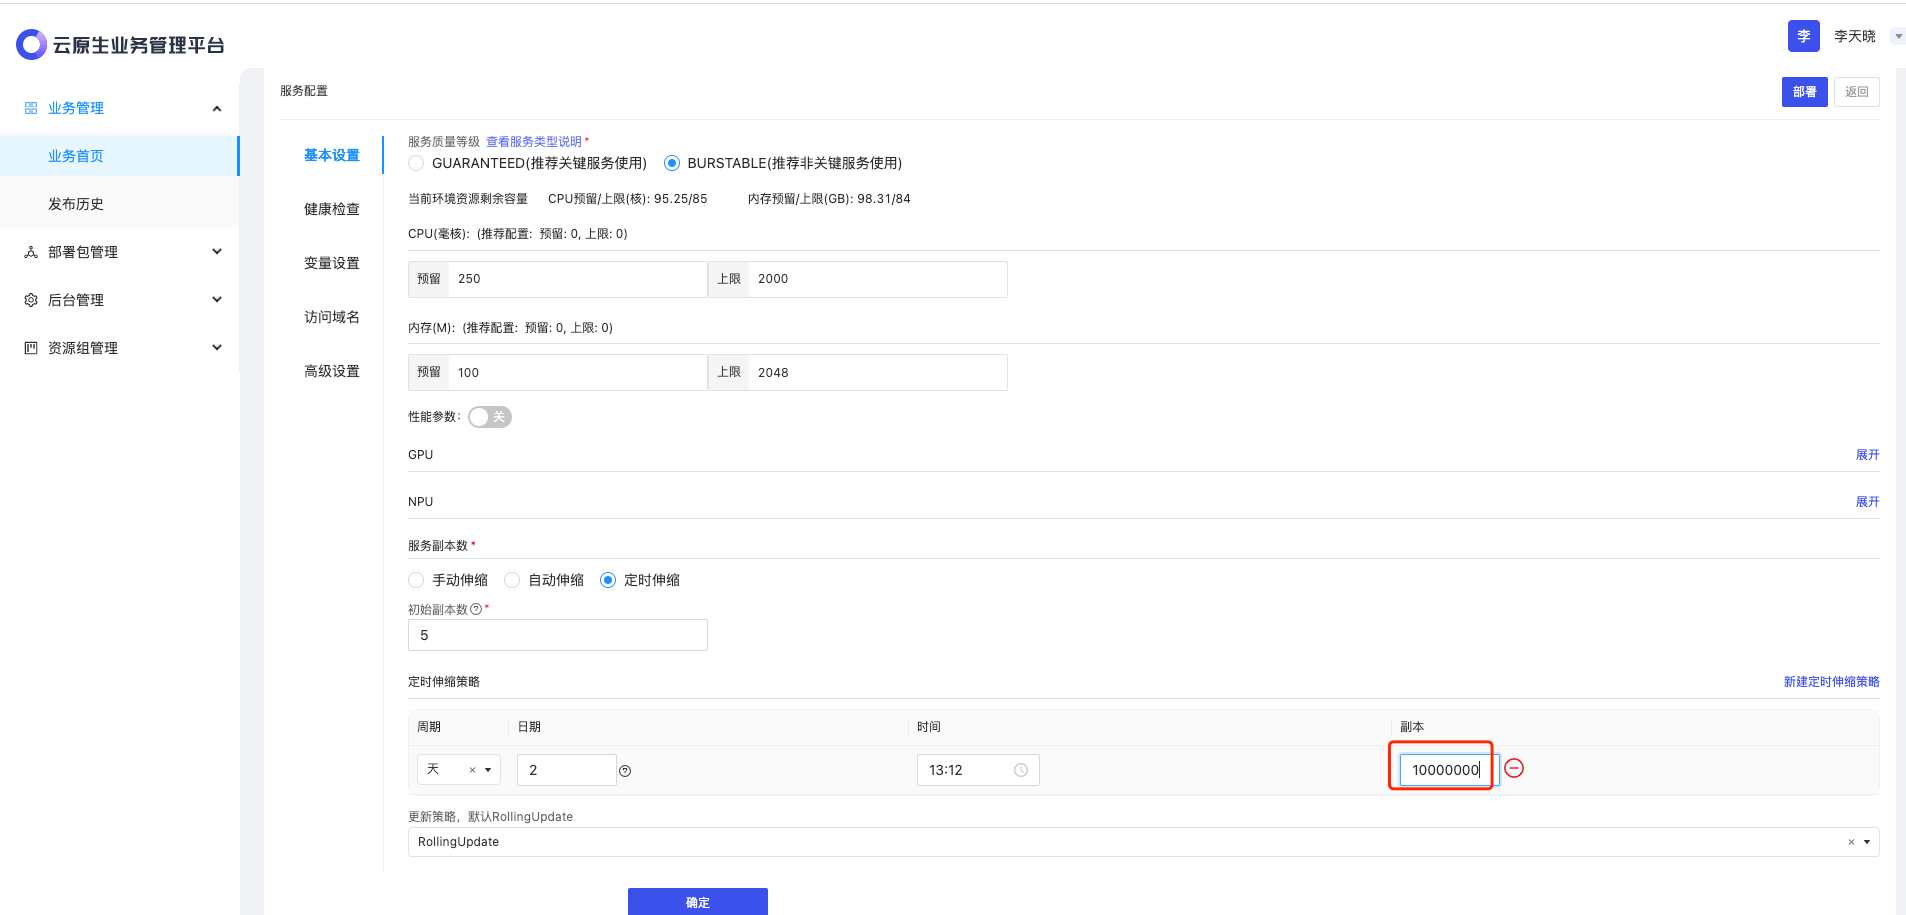 云原生业务管理平台
李 李天晓
业务管理
业务首页
发布历史
部署包管理
后台管理
资源组管理
服务配置
部署 返回
基本设置
健康检查
变量设置
访问域名
高级设置
服务质量等级 查看服务类型说明 *
GUARANTEED(推荐关键服务使用) BURSTABLE(推荐非关键服务使用)
当前环境资源剩余容量 CPU预留/上限(核): 95.25/85 内存预留/上限(GB): 98.31/84
CPU(毫核): (推荐配置: 预留: 0, 上限: 0)
预留 250 上限 2000
内存(M): (推荐配置: 预留: 0, 上限: 0)
预留 100 上限 2048
性能参数: 关
GPU 展开
NPU 展开
服务副本数 *
手动伸缩 自动伸缩 定时伸缩
初始副本数 ? *
5
定时伸缩策略 新建定时伸缩策略
周期 日期 时间 副本
天 × 2 ? 13:12 10000000
更新策略，默认RollingUpdate
RollingUpdate ×
确定